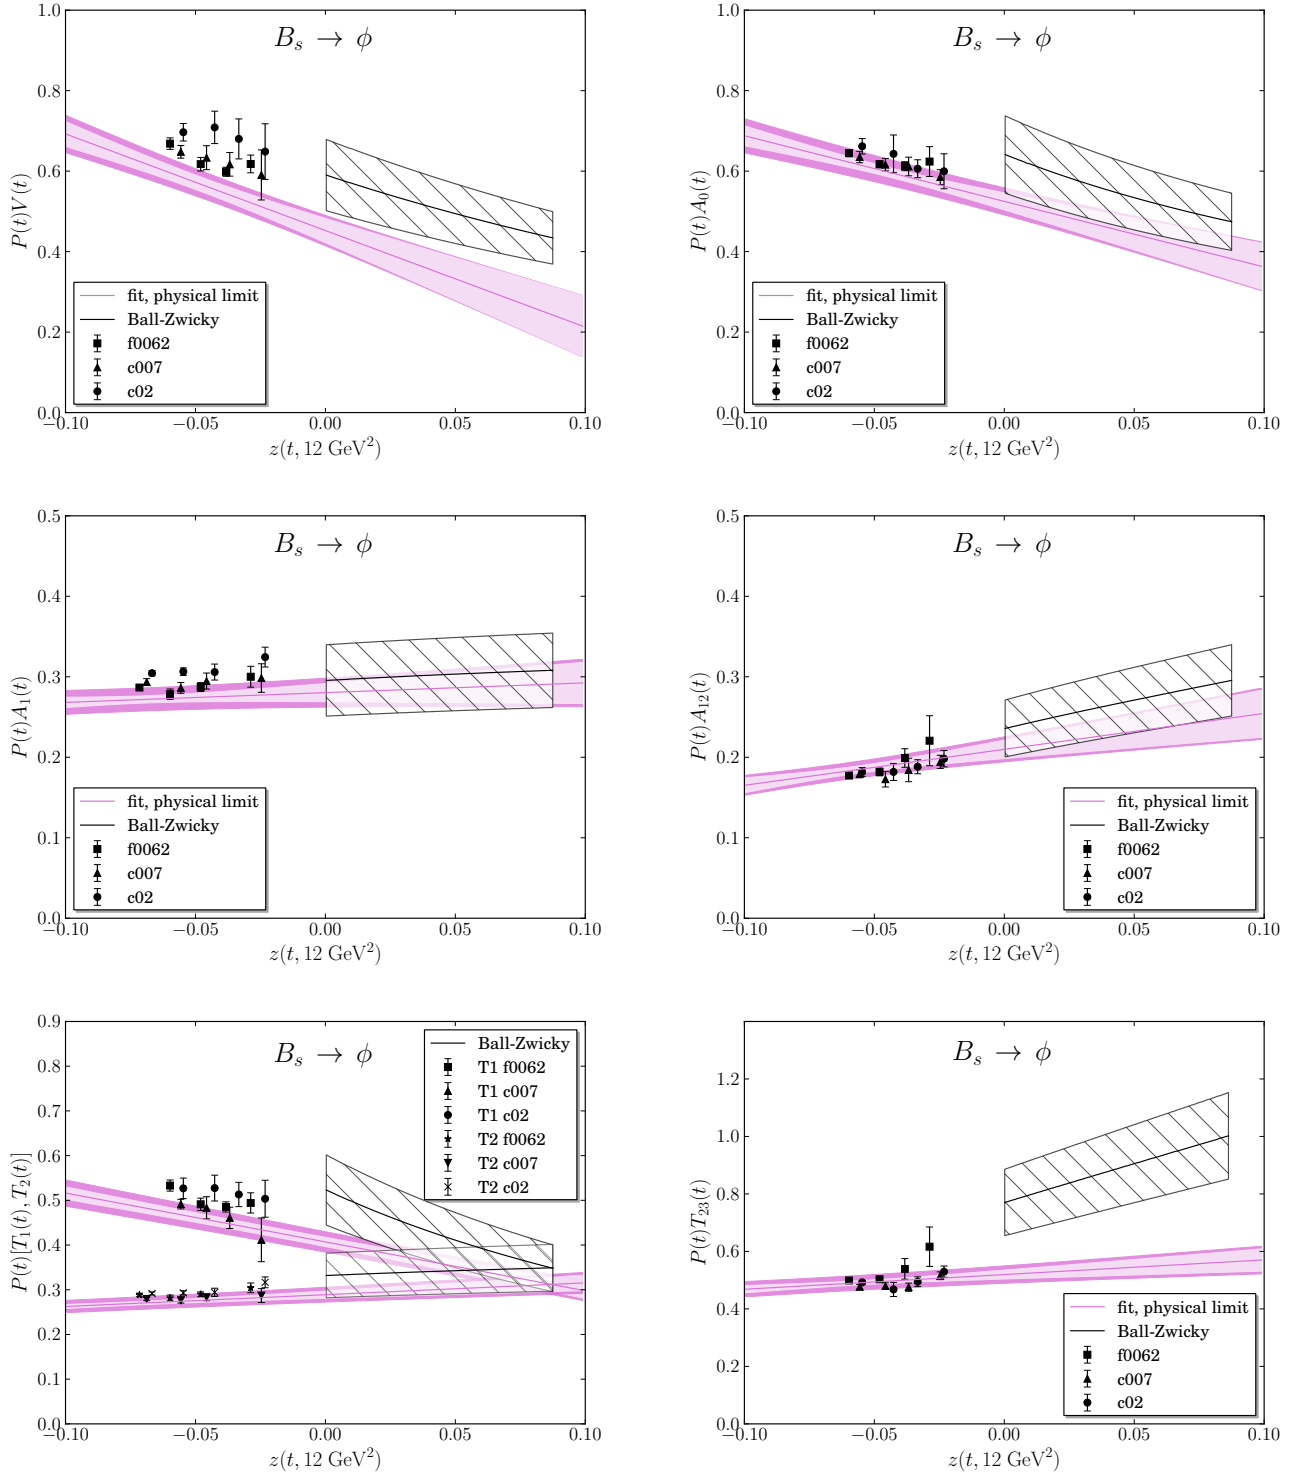 B_s → ϕ
1.0
0.8
0.6
0.4
0.2
0.0
P(t)V(t)
fit, physical limit
Ball-Zwicky
f0062
c007
c02
−0.10 −0.05 0.00 0.05 0.10
z(t, 12 GeV²)
B_s → ϕ
1.0
0.8
0.6
0.4
0.2
0.0
P(t)A₀(t)
fit, physical limit
Ball-Zwicky
f0062
c007
c02
−0.10 −0.05 0.00 0.05 0.10
z(t, 12 GeV²)
B_s → ϕ
0.5
0.4
0.3
0.2
0.1
0.0
P(t)A₁(t)
fit, physical limit
Ball-Zwicky
f0062
c007
c02
−0.10 −0.05 0.00 0.05 0.10
z(t, 12 GeV²)
B_s → ϕ
0.5
0.4
0.3
0.2
0.1
0.0
P(t)A₁₂(t)
fit, physical limit
Ball-Zwicky
f0062
c007
c02
−0.10 −0.05 0.00 0.05 0.10
z(t, 12 GeV²)
B_s → ϕ
0.9
0.8
0.7
0.6
0.5
0.4
0.3
0.2
0.1
0.0
P(t)[T₁(t), T₂(t)]
Ball-Zwicky
T1 f0062
T1 c007
T1 c02
T2 f0062
T2 c007
T2 c02
−0.10 −0.05 0.00 0.05 0.10
z(t, 12 GeV²)
B_s → ϕ
1.2
1.0
0.8
0.6
0.4
0.2
0.0
P(t)T₂₃(t)
fit, physical limit
Ball-Zwicky
f0062
c007
c02
−0.10 −0.05 0.00 0.05 0.10
z(t, 12 GeV²)